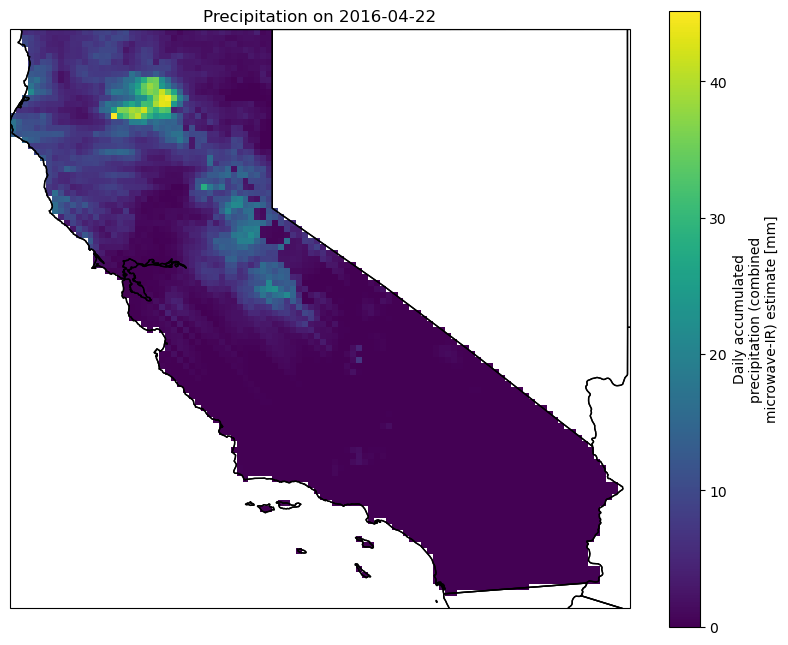 Precipitation on 2016-04-22
40
30
20
10
0
Daily accumulated
precipitation (combined
microwave-IR) estimate [mm]